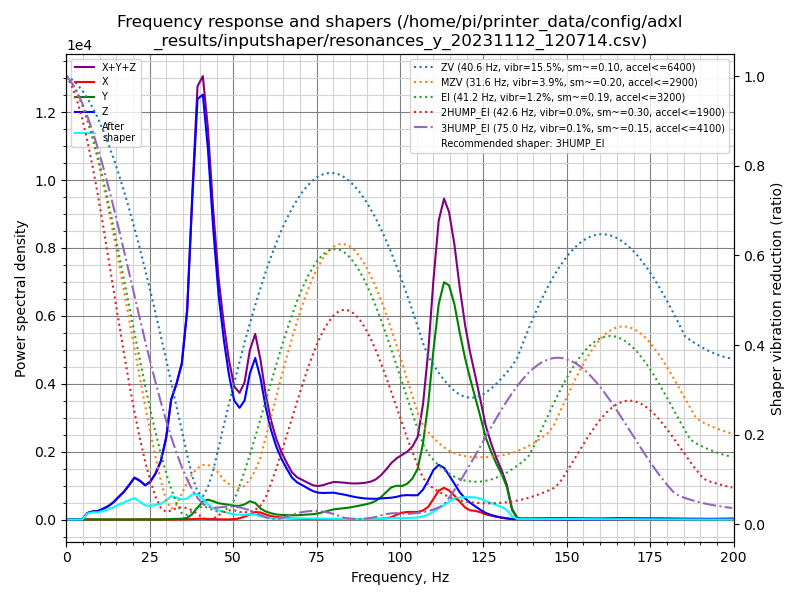 Frequency response and shapers (/home/pi/printer_data/config/adxl
_results/inputshaper/resonances_y_20231112_120714.csv)
1e4
X+Y+Z
X
Y
Z
After
shaper
ZV (40.6 Hz, vibr=15.5%, sm~=0.10, accel<=6400)
MZV (31.6 Hz, vibr=3.9%, sm~=0.20, accel<=2900)
EI (41.2 Hz, vibr=1.2%, sm~=0.19, accel<=3200)
2HUMP_EI (42.6 Hz, vibr=0.0%, sm~=0.30, accel<=1900)
3HUMP_EI (75.0 Hz, vibr=0.1%, sm~=0.15, accel<=4100)
Recommended shaper: 3HUMP_EI
1.2
1.0
0.8
0.6
0.4
0.2
0.0
Power spectral density
1.0
0.8
0.6
0.4
0.2
0.0
Shaper vibration reduction (ratio)
0 25 50 75 100 125 150 175 200
Frequency, Hz